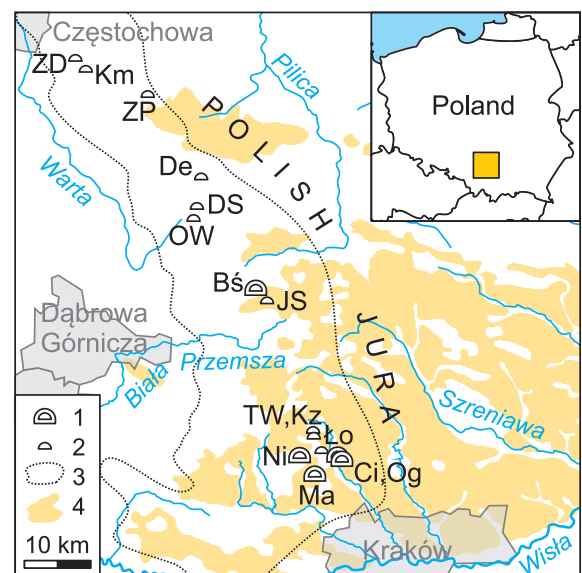 Częstochowa
ZD
Km
ZP
POLISH
JURA
Pilica
Poland
Warta
De
DS
OW
Bś
JS
Dąbrowa
Górnicza
Biała
Przemsza
Szreniawa
TW,Kz
Ło
Ni
Ci,Og
Ma
Kraków
Wisła
1
2
3
4
10 km